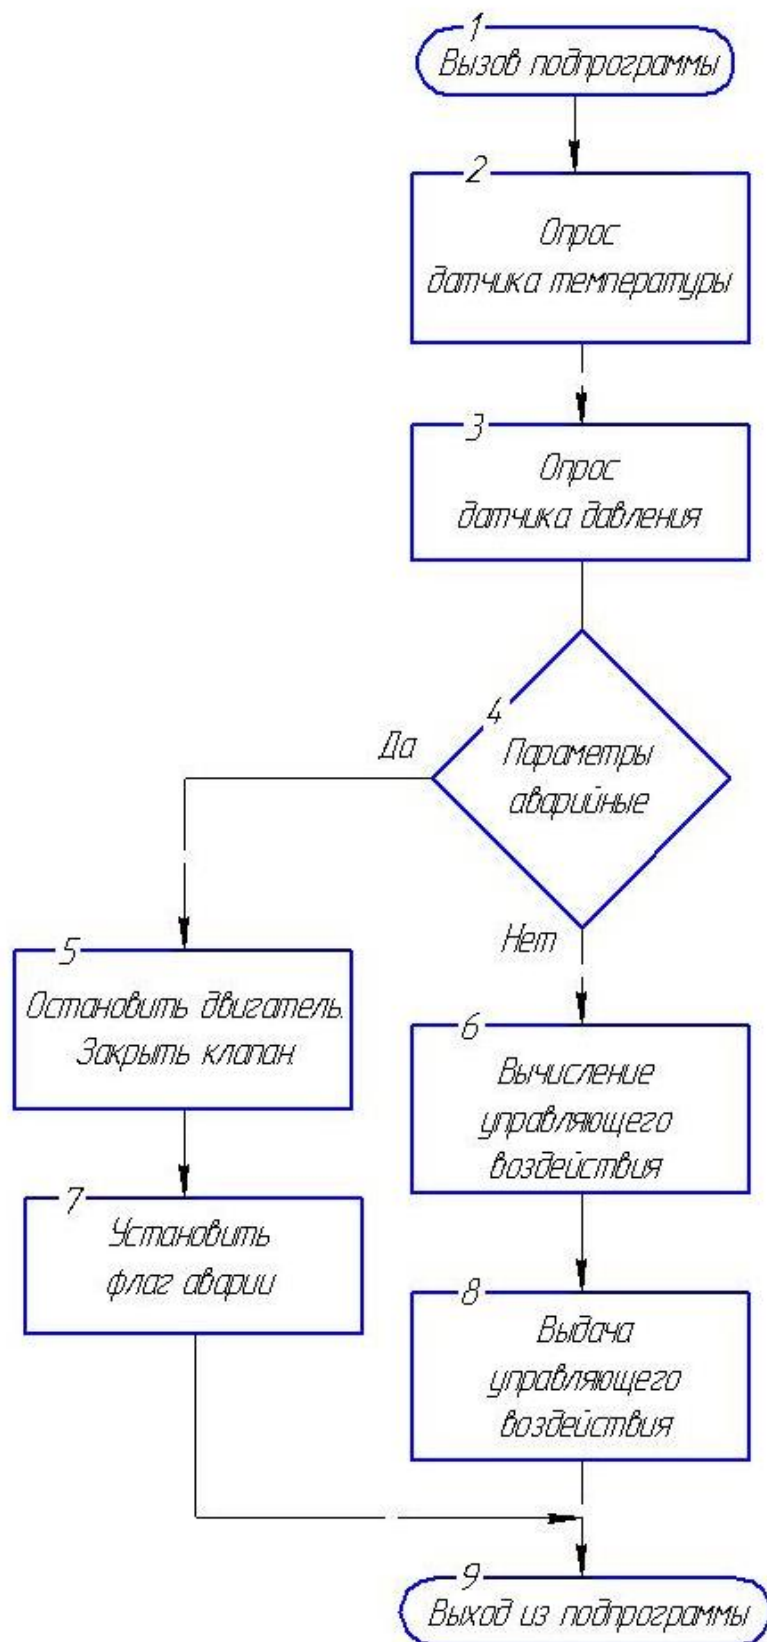 1
Вызов подпрограммы
2
Опрос
датчика температуры
3
Опрос
датчика давления
4
Параметры
аварийные
Да
Нет
5
Остановить двигатель.
Закрыть клапан.
6
Вычисление
управляющего
воздействия
7
Установить
флаг аварии
8
Выдача
управляющего
воздействия
9
Выход из подпрограммы